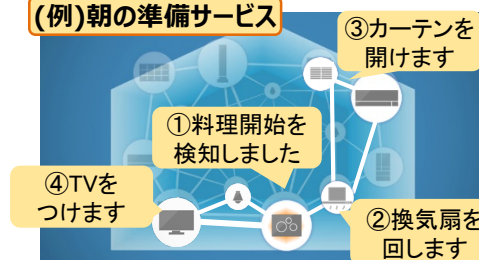 (例)朝の準備サービス
③カーテンを
開けます
①料理開始を
検知しました
④TVを
つけます
②換気扇を
回します